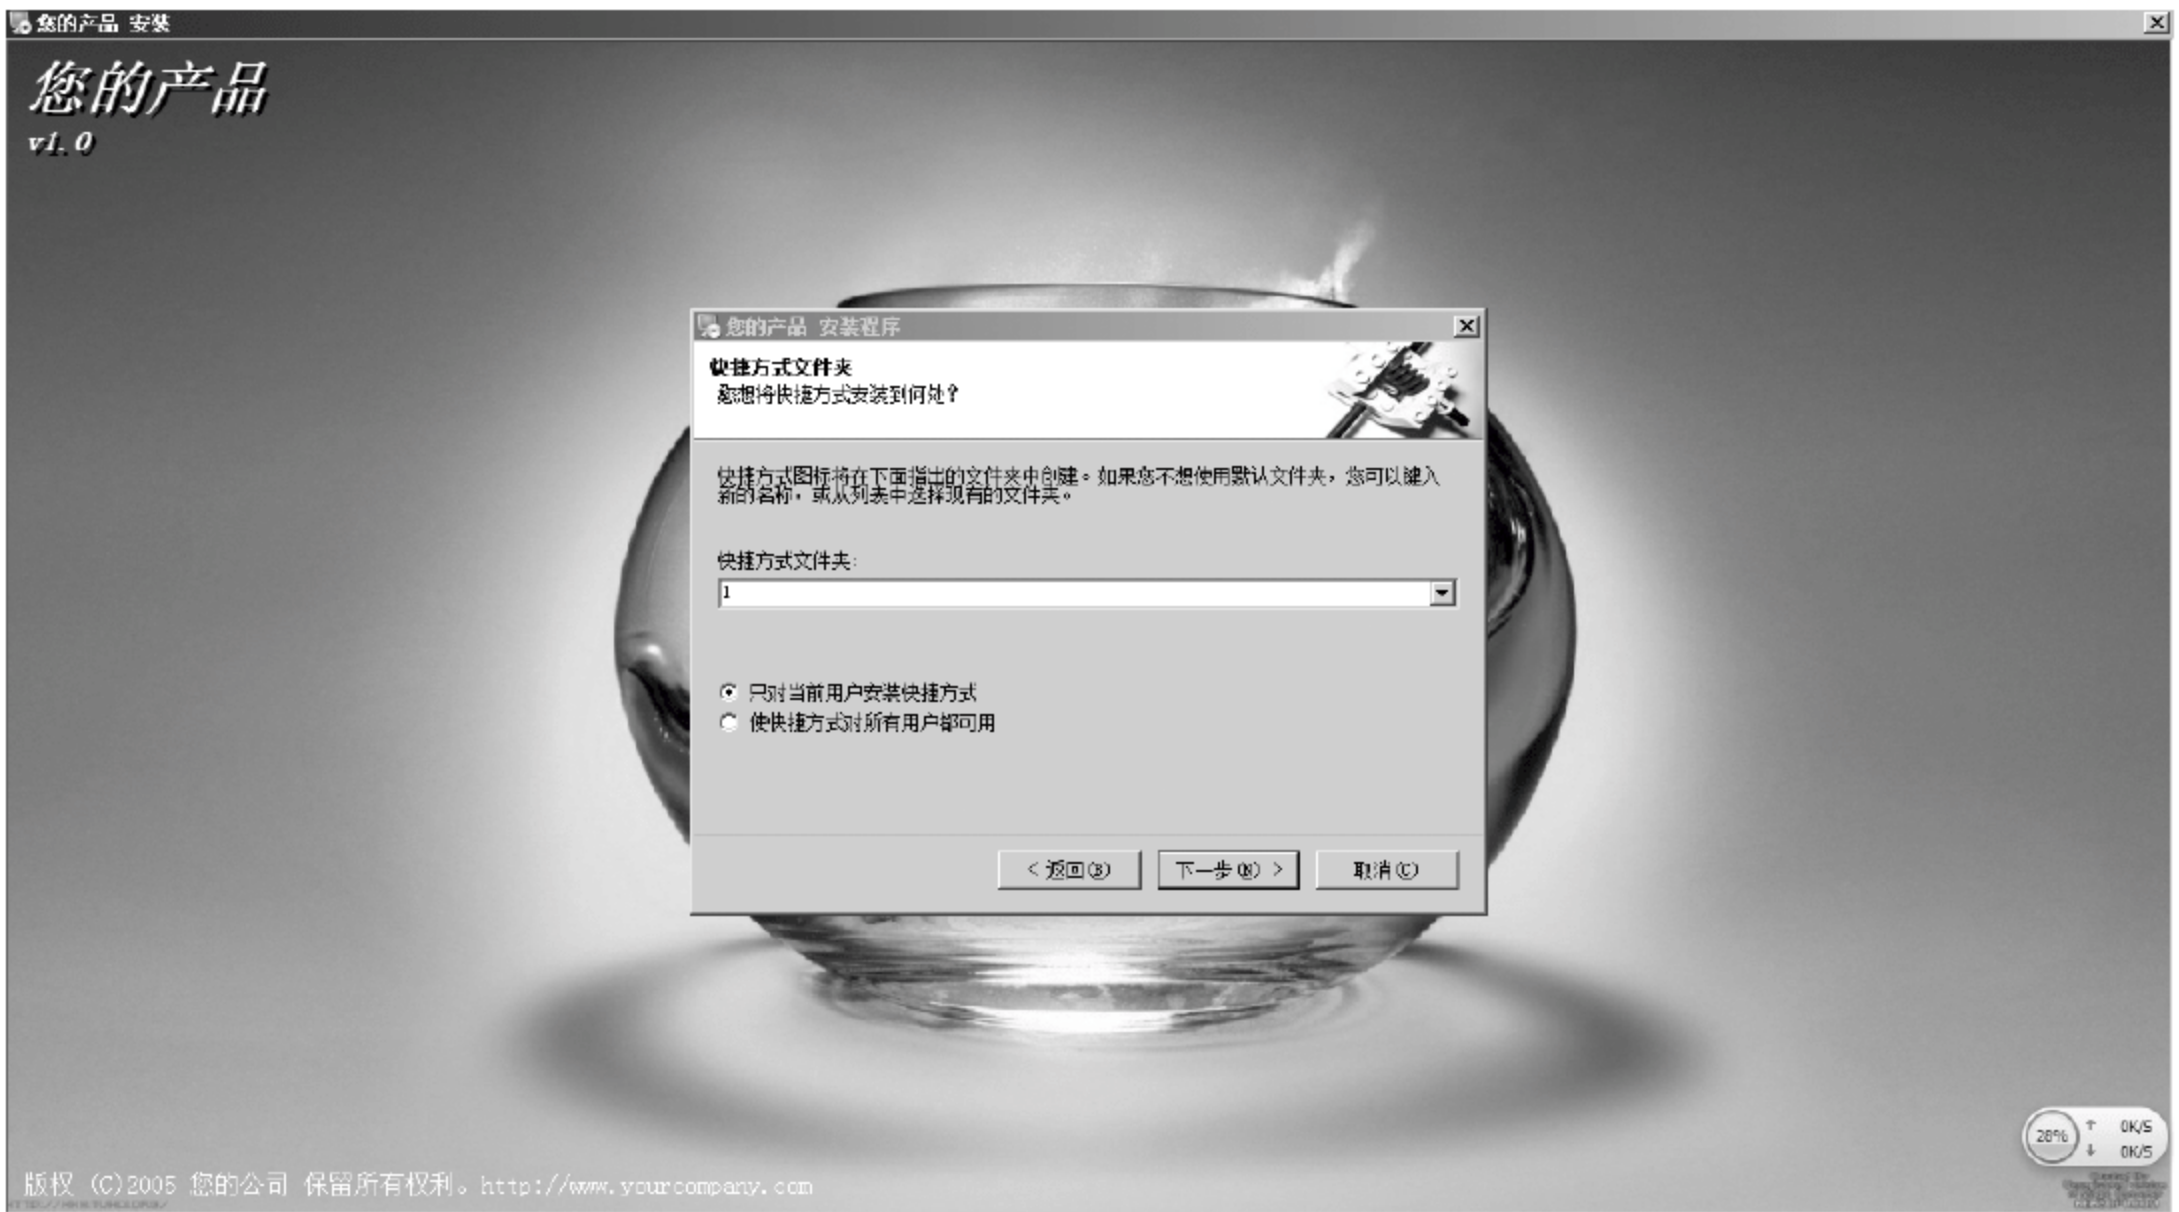 您的产品 安装
您的产品
v1.0
您的产品 安装程序
快捷方式文件夹
您想将快捷方式安装到何处?
快捷方式图标将在下面指出的文件夹中创建。如果您不想使用默认文件夹,您可以键入
新的名称,或从列表中选择现有的文件夹。
快捷方式文件夹:
1
只对当前用户安装快捷方式
使快捷方式对所有用户都可用
< 返回(B)
下一步(N) >
取消(C)
28%
↑ 0K/S
↓ 0K/S
版权 (C)2005 您的公司 保留所有权利。http://www.yourcompany.com